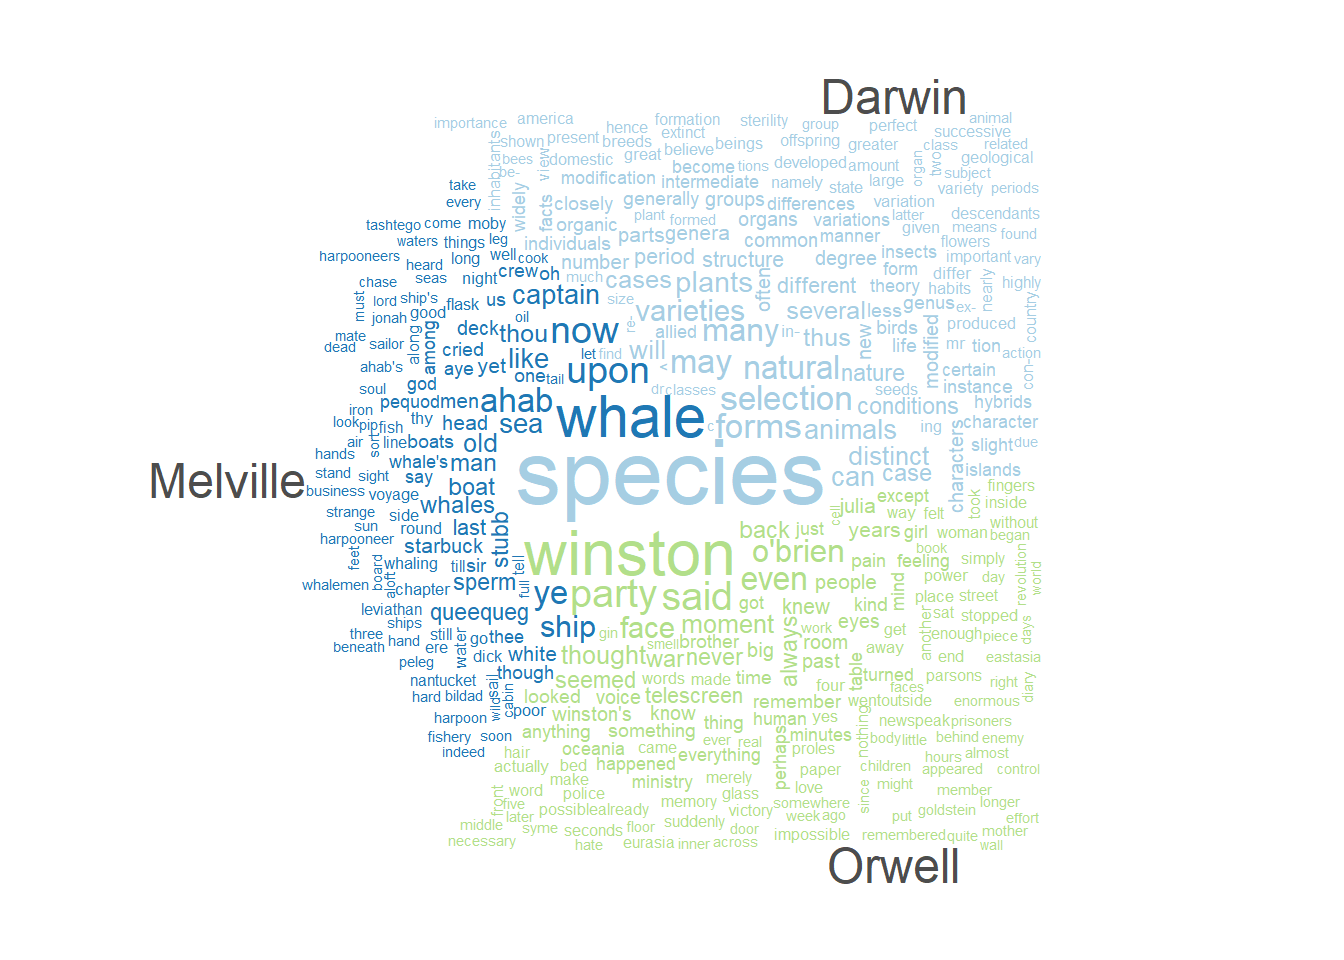 Darwin
importance america hence formation sterility group perfect animal
inhabitants shown present breeds extinct believe beings offspring greater class successive related
bees be- view domestic great become tions developed amount organ two geological
take modification intermediate namely state large variety subject periods
every widely facts closely generally groups differences variation
tashtego come moby organic plant formed organs variations latter given means descendants found
waters things leg individuals parts genera common manner flowers
harpooneers heard long well cook number period structure degree insects important vary
chase seas night crew oh much cases plants often different form theory differ habits nearly highly
must lord ship's flask us captain size varieties several less genus ex- country
jonah good deck thou oil now re- allied many in- thus new birds modified produced
mate sailor along among cried let find will life mr tion action
dead ahab's aye yet like one tail upon < may natural nature certain con-
soul god dr classes selection seeds instance
iron pequod men ahab whale conditions hybrids
look pip fish thy head sea c forms animals ing character
air sort line boats old distinct characters slight due
hands whale's man species can case islands
Melville stand sight say boat fingers
business voyage whales julia except took inside
strange side stubb cell way felt
sun round last winston back just years girl woman without
harpooneer starbuck o'brien book began
feet whaling till sir tell pain feeling simply revolution world
whalemen board aloft chapter sperm full ye party said even people mind power day
leviathan queequeg got knew kind place street
ships ship gin face moment work eyes another sat stopped days
three hand still water go thee smell brother always room get enough piece
beneath ere dick white thought war never big past away end eastasia
peleg though seemed words made time table turned parsons right
nantucket sail cabin looked voice telescreen four faces diary
hard bildad wild poor remember went outside enormous
harpoon winston's know thing human yes newspeak prisoners
fishery soon anything something ever real perhaps minutes nothing body little behind enemy
indeed hair oceania came everything proles hours almost
actually bed happened merely paper children appeared control
make ministry love since might
front word police memory glass somewhere member
five possible already victory week ago put goldstein longer
later suddenly effort
middle syme seconds floor door impossible remembered quite mother
necessary hate eurasia inner across wall
Orwell